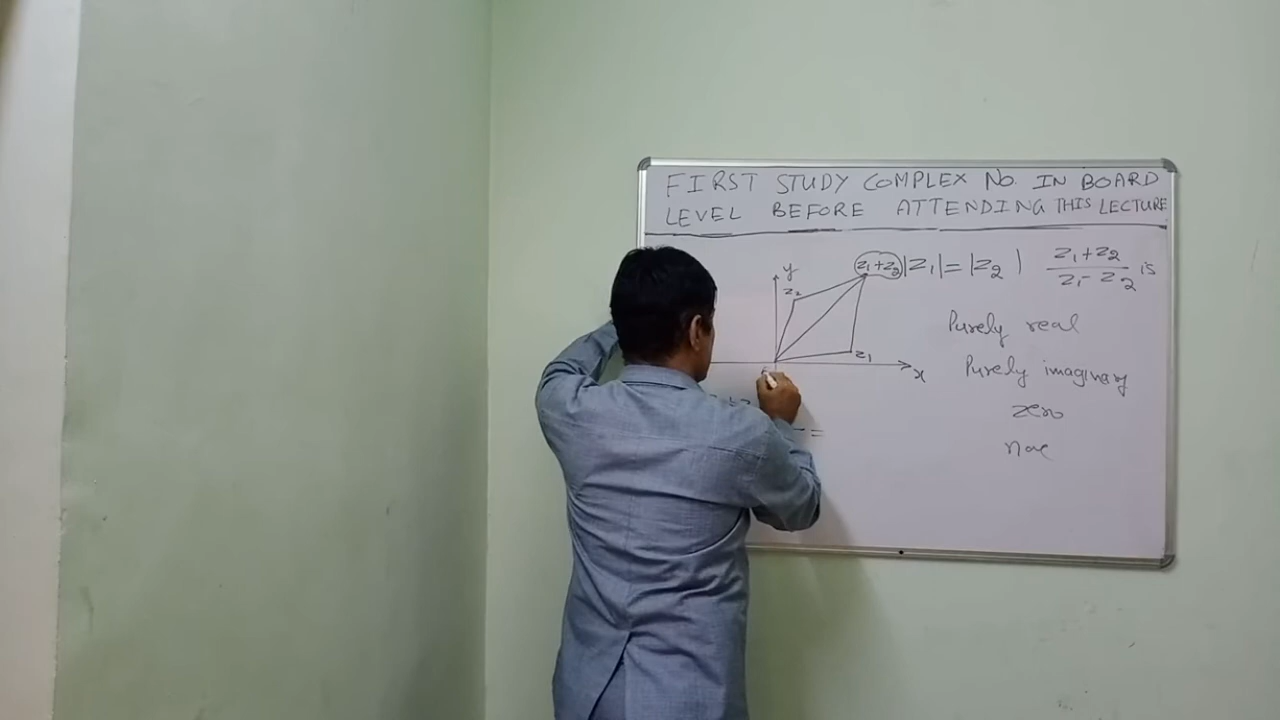 FIRST STUDY COMPLEX NO. IN BOARD
LEVEL BEFORE ATTENDING THIS LECTURE
y
z₂
z₁+z₂
|z₁|=|z₂|
z₁+z₂
z₁-z₂
is
z₁
x
Purely real
Purely imaginary
zero
none
=